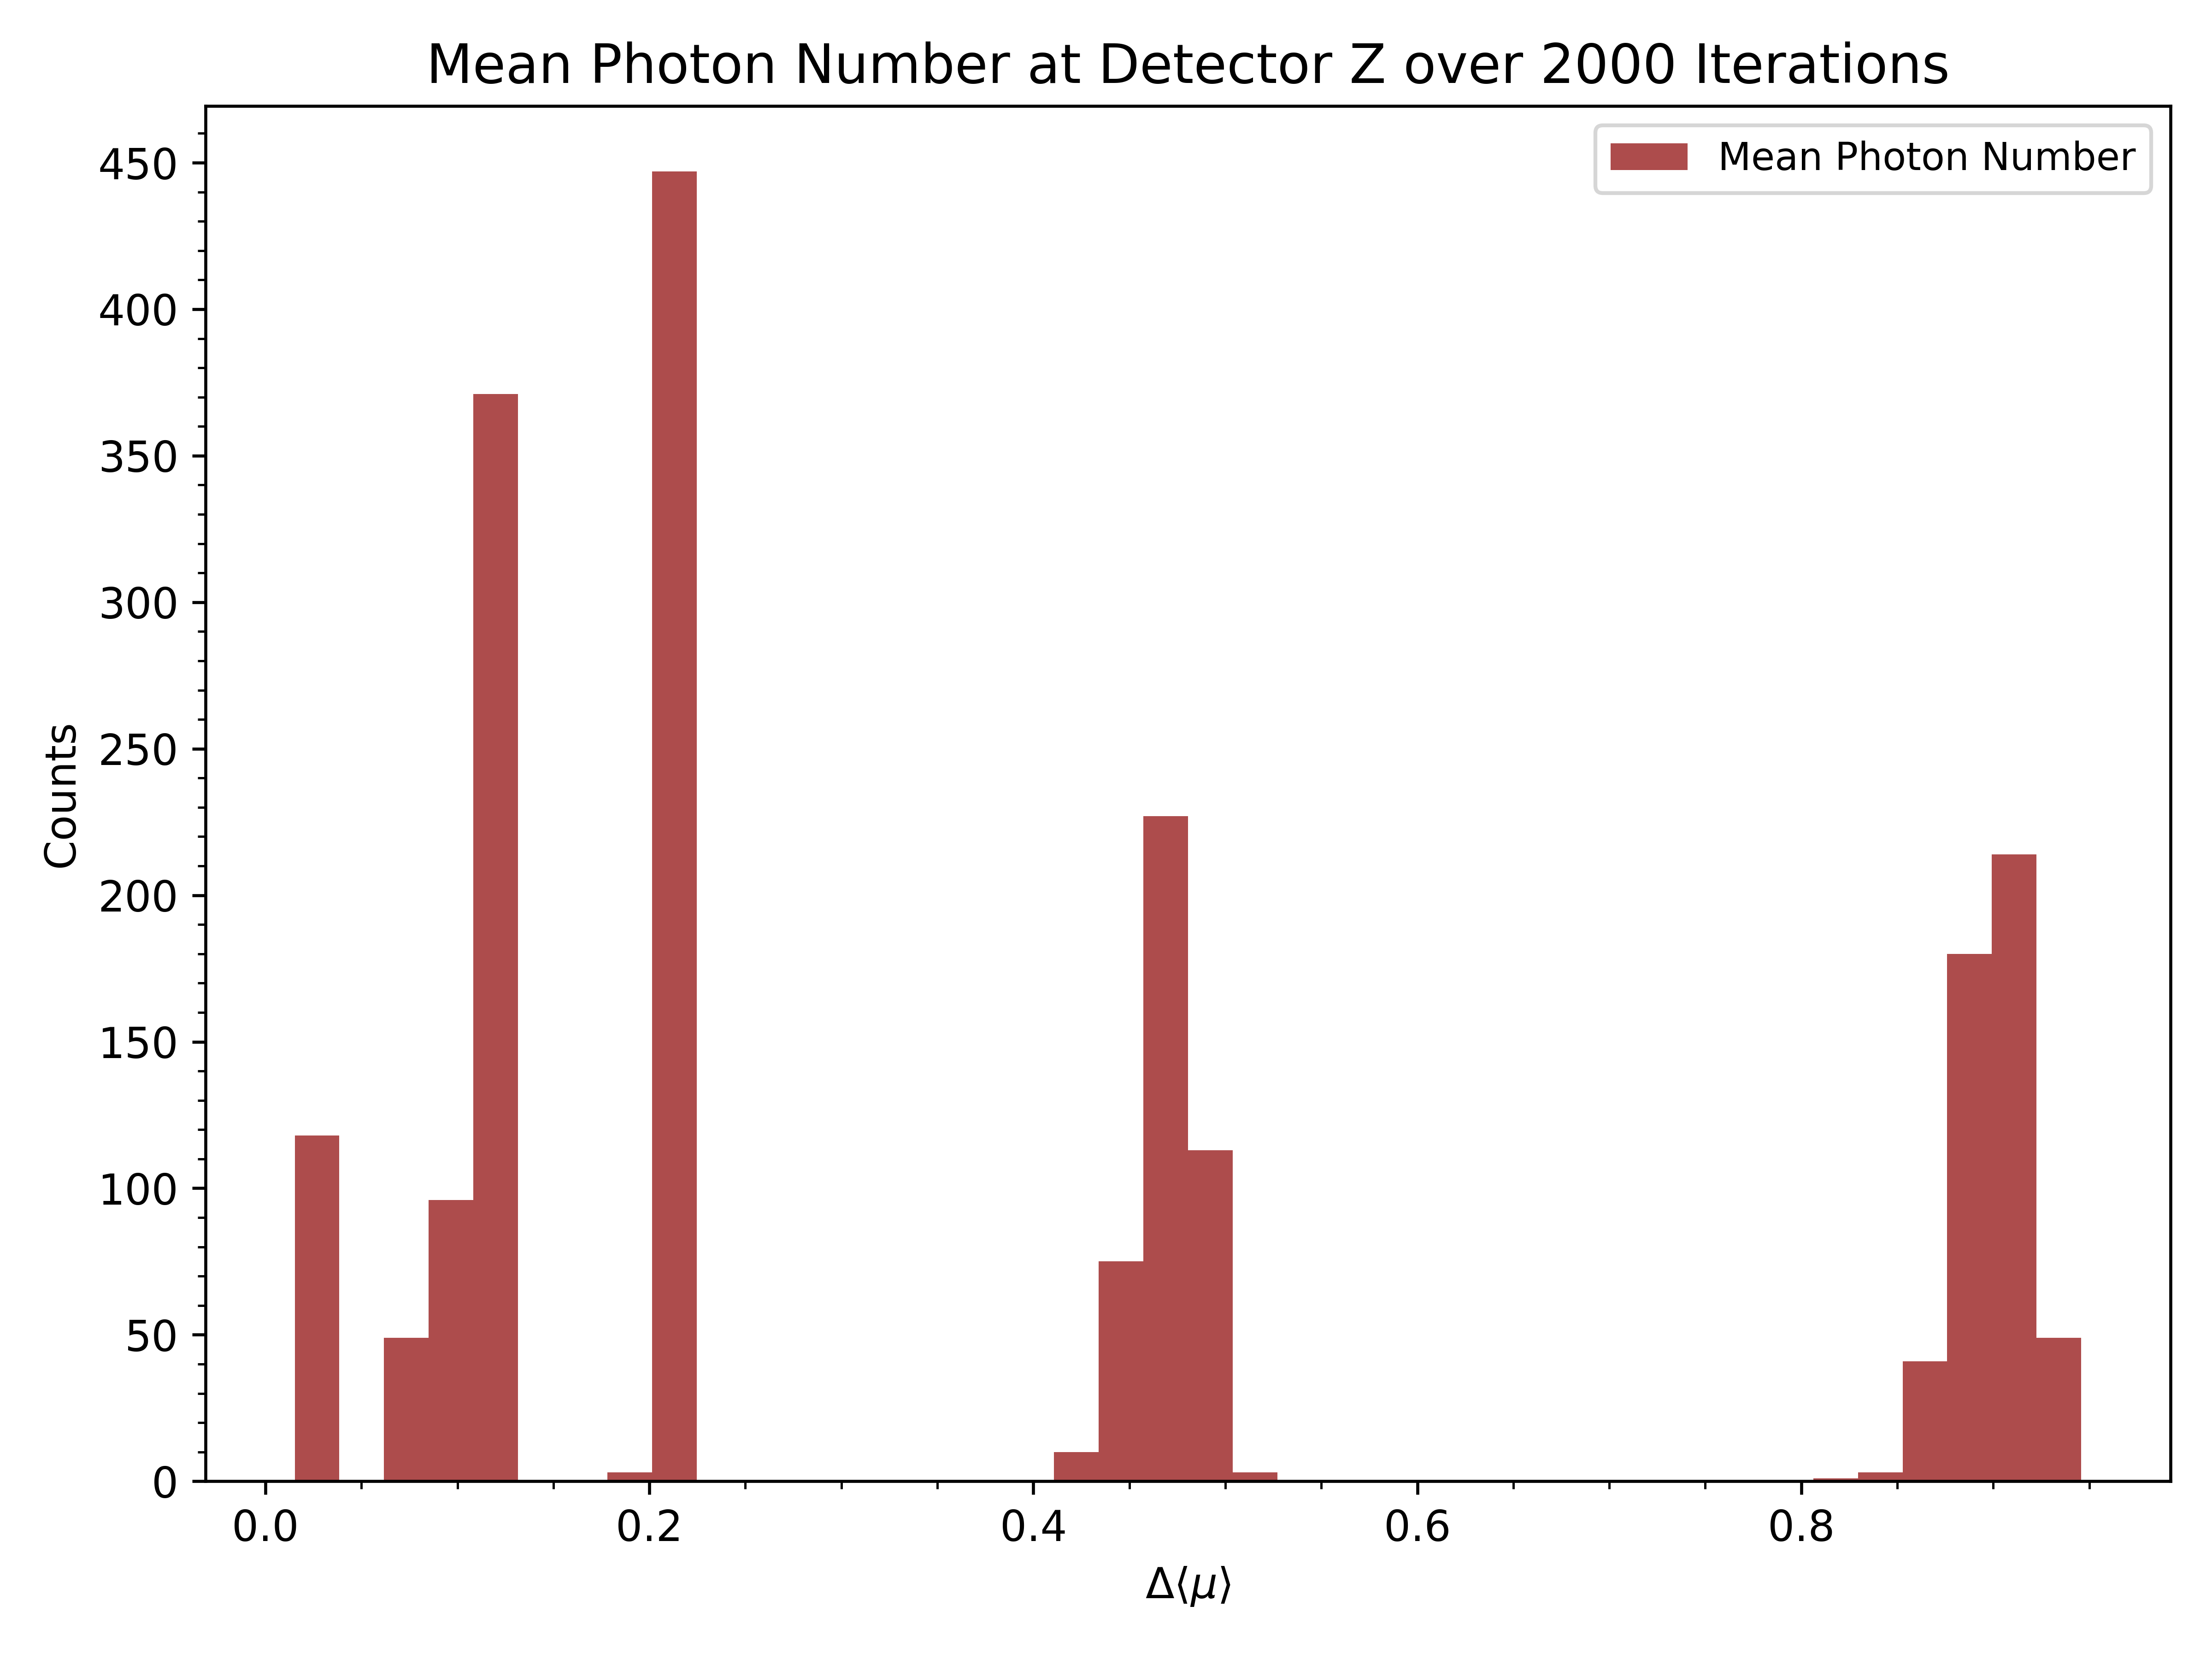 Mean Photon Number at Detector Z over 2000 Iterations
Mean Photon Number
450
400
350
300
250
200
150
100
50
0
Counts
0.0 0.2 0.4 0.6 0.8
Δ⟨μ⟩